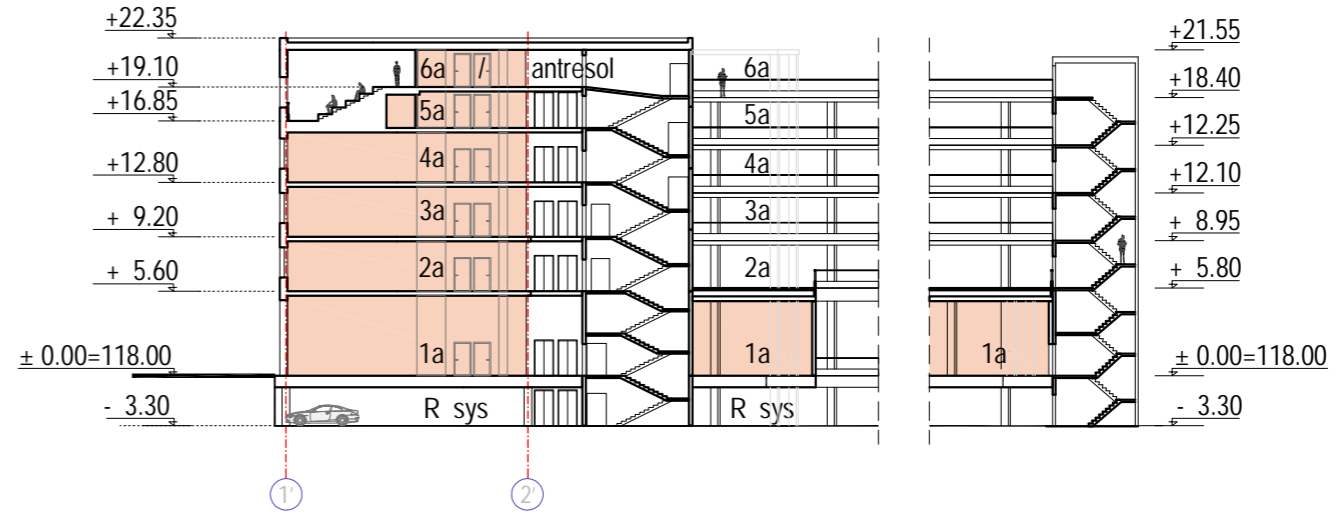 +22.35
+21.55
+19.10
6a / antresol
6a
+18.40
+16.85
5a
5a
+12.25
+12.80
4a
4a
+12.10
+ 9.20
3a
3a
+ 8.95
+ 5.60
2a
2a
+ 5.80
± 0.00=118.00
1a
1a
1a
± 0.00=118.00
- 3.30
R sys
R sys
- 3.30
1'
2'